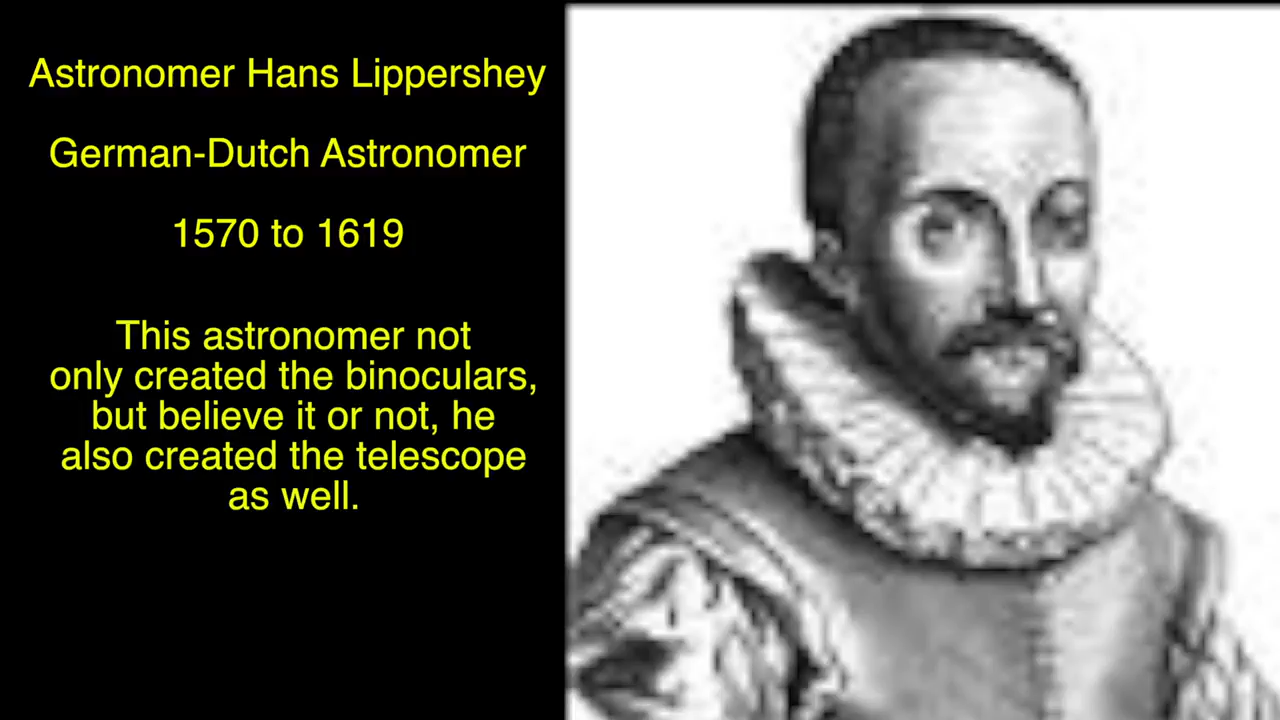 Astronomer Hans Lippershey
German-Dutch Astronomer
1570 to 1619
This astronomer not
only created the binoculars,
but believe it or not, he
also created the telescope
as well.